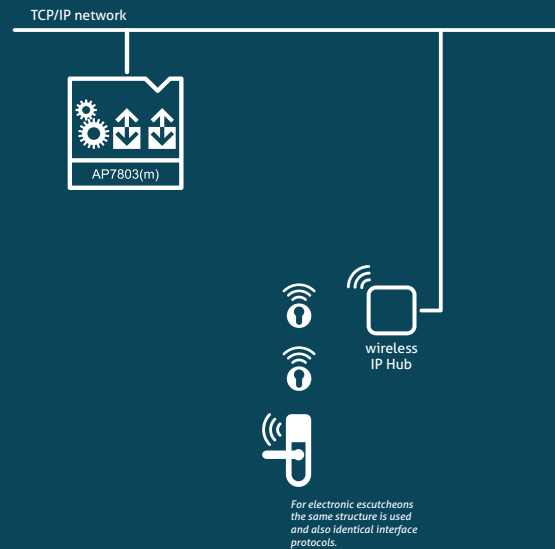 TCP/IP network
AP7803(m)
wireless
IP Hub
For electronic escutcheons
the same structure is used
and also identical interface
protocols.